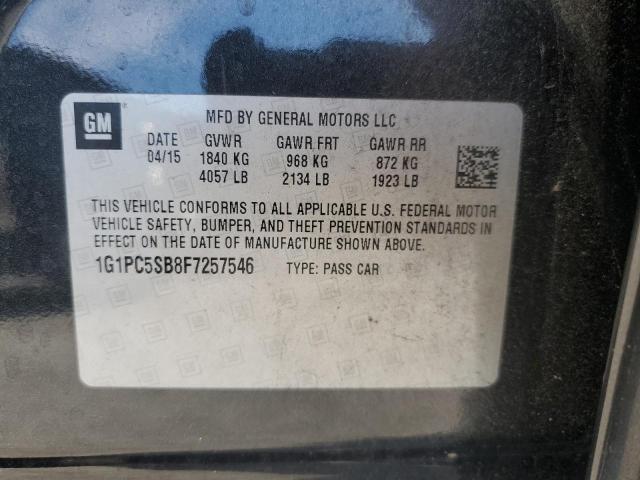 GM
MFD BY GENERAL MOTORS LLC
DATE GVWR GAWR FRT GAWR RR
04/15 1840 KG 968 KG 872 KG
4057 LB 2134 LB 1923 LB
THIS VEHICLE CONFORMS TO ALL APPLICABLE U.S. FEDERAL MOTOR
VEHICLE SAFETY, BUMPER, AND THEFT PREVENTION STANDARDS IN
EFFECT ON THE DATE OF MANUFACTURE SHOWN ABOVE.
1G1PC5SB8F7257546 TYPE: PASS CAR